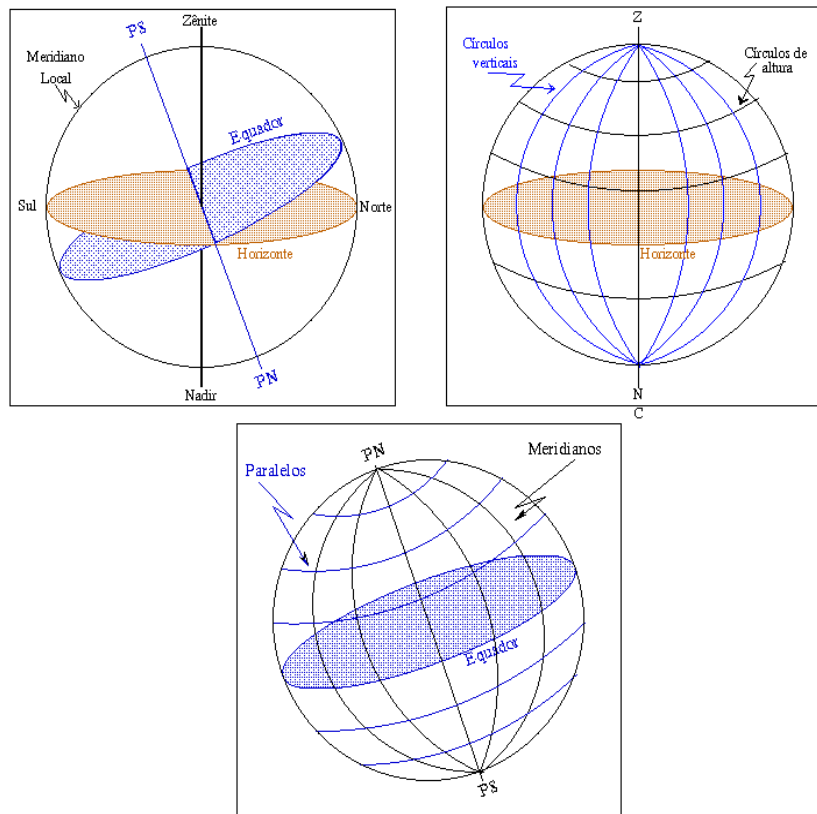 PS
Zênite
Meridiano
Local
Equador
Sul
Norte
Horizonte
PN
Nadir
Z
Círculos
verticais
Círculos de
altura
Horizonte
N
C
PN
Paralelos
Meridianos
Equador
PS